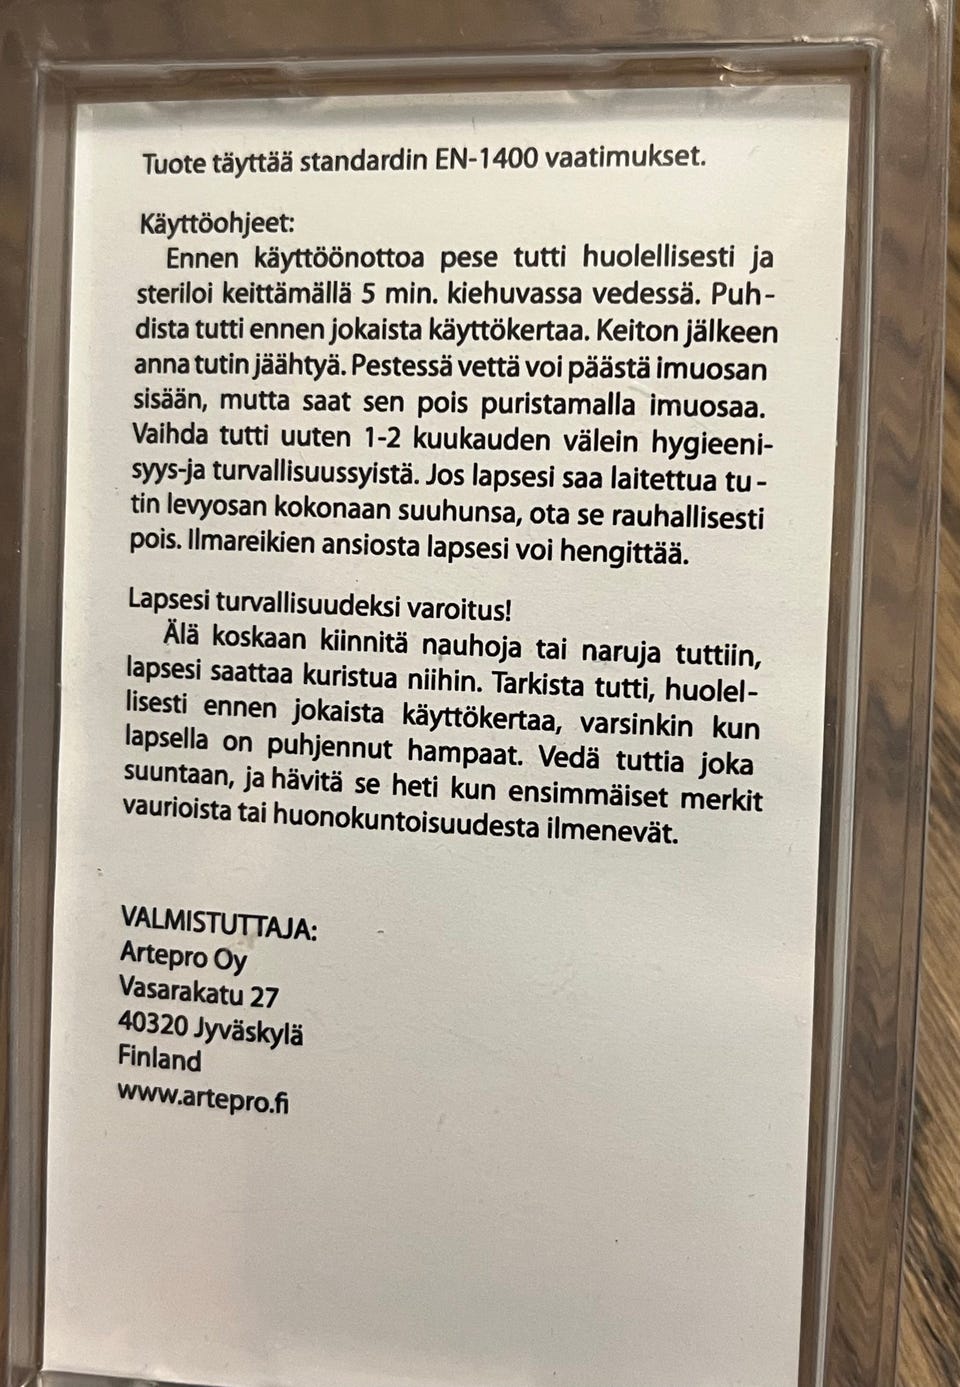 Tuote täyttää standardin EN-1400 vaatimukset.
Käyttöohjeet:
Ennen käyttöönottoa pese tutti huolellisesti ja
steriloi keittämällä 5 min. kiehuvassa vedessä. Puh-
dista tutti ennen jokaista käyttökertaa. Keiton jälkeen
anna tutin jäähtyä. Pestessä vettä voi päästä imuosan
sisään, mutta saat sen pois puristamalla imuosaa.
Vaihda tutti uuten 1-2 kuukauden välein hygieeni-
syys-ja turvallisuussyistä. Jos lapsesi saa laitettua tu-
tin levyosan kokonaan suuhunsa, ota se rauhallisesti
pois. Ilmareikien ansiosta lapsesi voi hengittää.
Lapsesi turvallisuudeksi varoitus!
Älä koskaan kiinnitä nauhoja tai naruja tuttiin,
lapsesi saattaa kuristua niihin. Tarkista tutti, huolel-
lisesti ennen jokaista käyttökertaa, varsinkin kun
lapsella on puhjennut hampaat. Vedä tuttia joka
suuntaan, ja hävitä se heti kun ensimmäiset merkit
vaurioista tai huonokuntoisuudesta ilmenevät.
VALMISTUTTAJA:
Artepro Oy
Vasarakatu 27
40320 Jyväskylä
Finland
www.artepro.fi